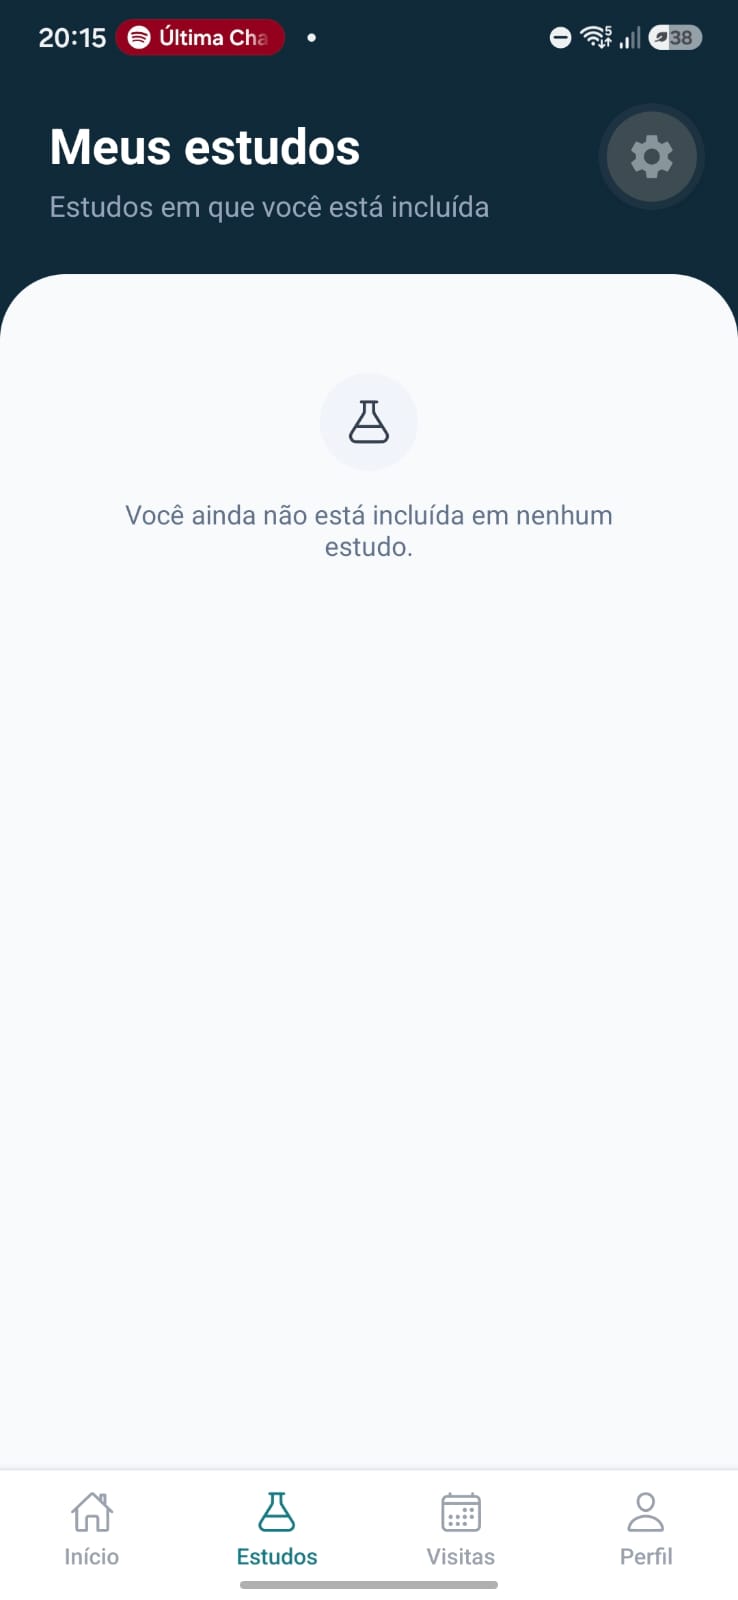 20:15 Última Cha
5 38
Meus estudos
Estudos em que você está incluída
Você ainda não está incluída em nenhum
estudo.
Início Estudos Visitas Perfil